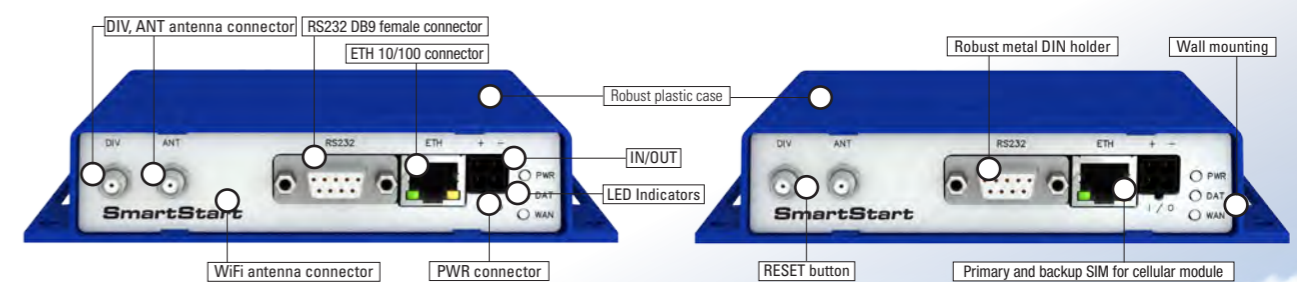 DIV, ANT antenna connector
RS232 DB9 female connector
ETH 10/100 connector
Robust metal DIN holder
Wall mounting
Robust plastic case
DIV
ANT
RS232
ETH
+ −
IN/OUT
PWR
DAT
LED Indicators
WAN
SmartStart
WiFi antenna connector
PWR connector
DIV
ANT
RS232
ETH
+ −
PWR
DAT
I / O
WAN
SmartStart
RESET button
Primary and backup SIM for cellular module